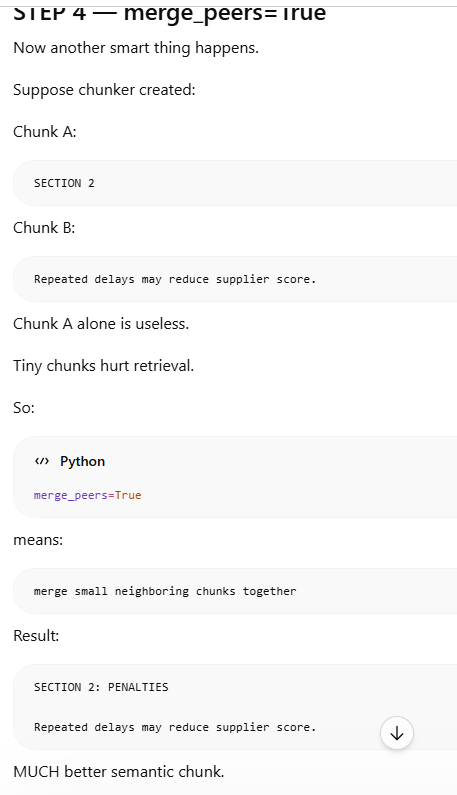 STEP 4 — merge_peers=True
Now another smart thing happens.
Suppose chunker created:
Chunk A:
SECTION 2
Chunk B:
Repeated delays may reduce supplier score.
Chunk A alone is useless.
Tiny chunks hurt retrieval.
So:
Python
merge_peers=True
means:
merge small neighboring chunks together
Result:
SECTION 2: PENALTIES
Repeated delays may reduce supplier score.
MUCH better semantic chunk.